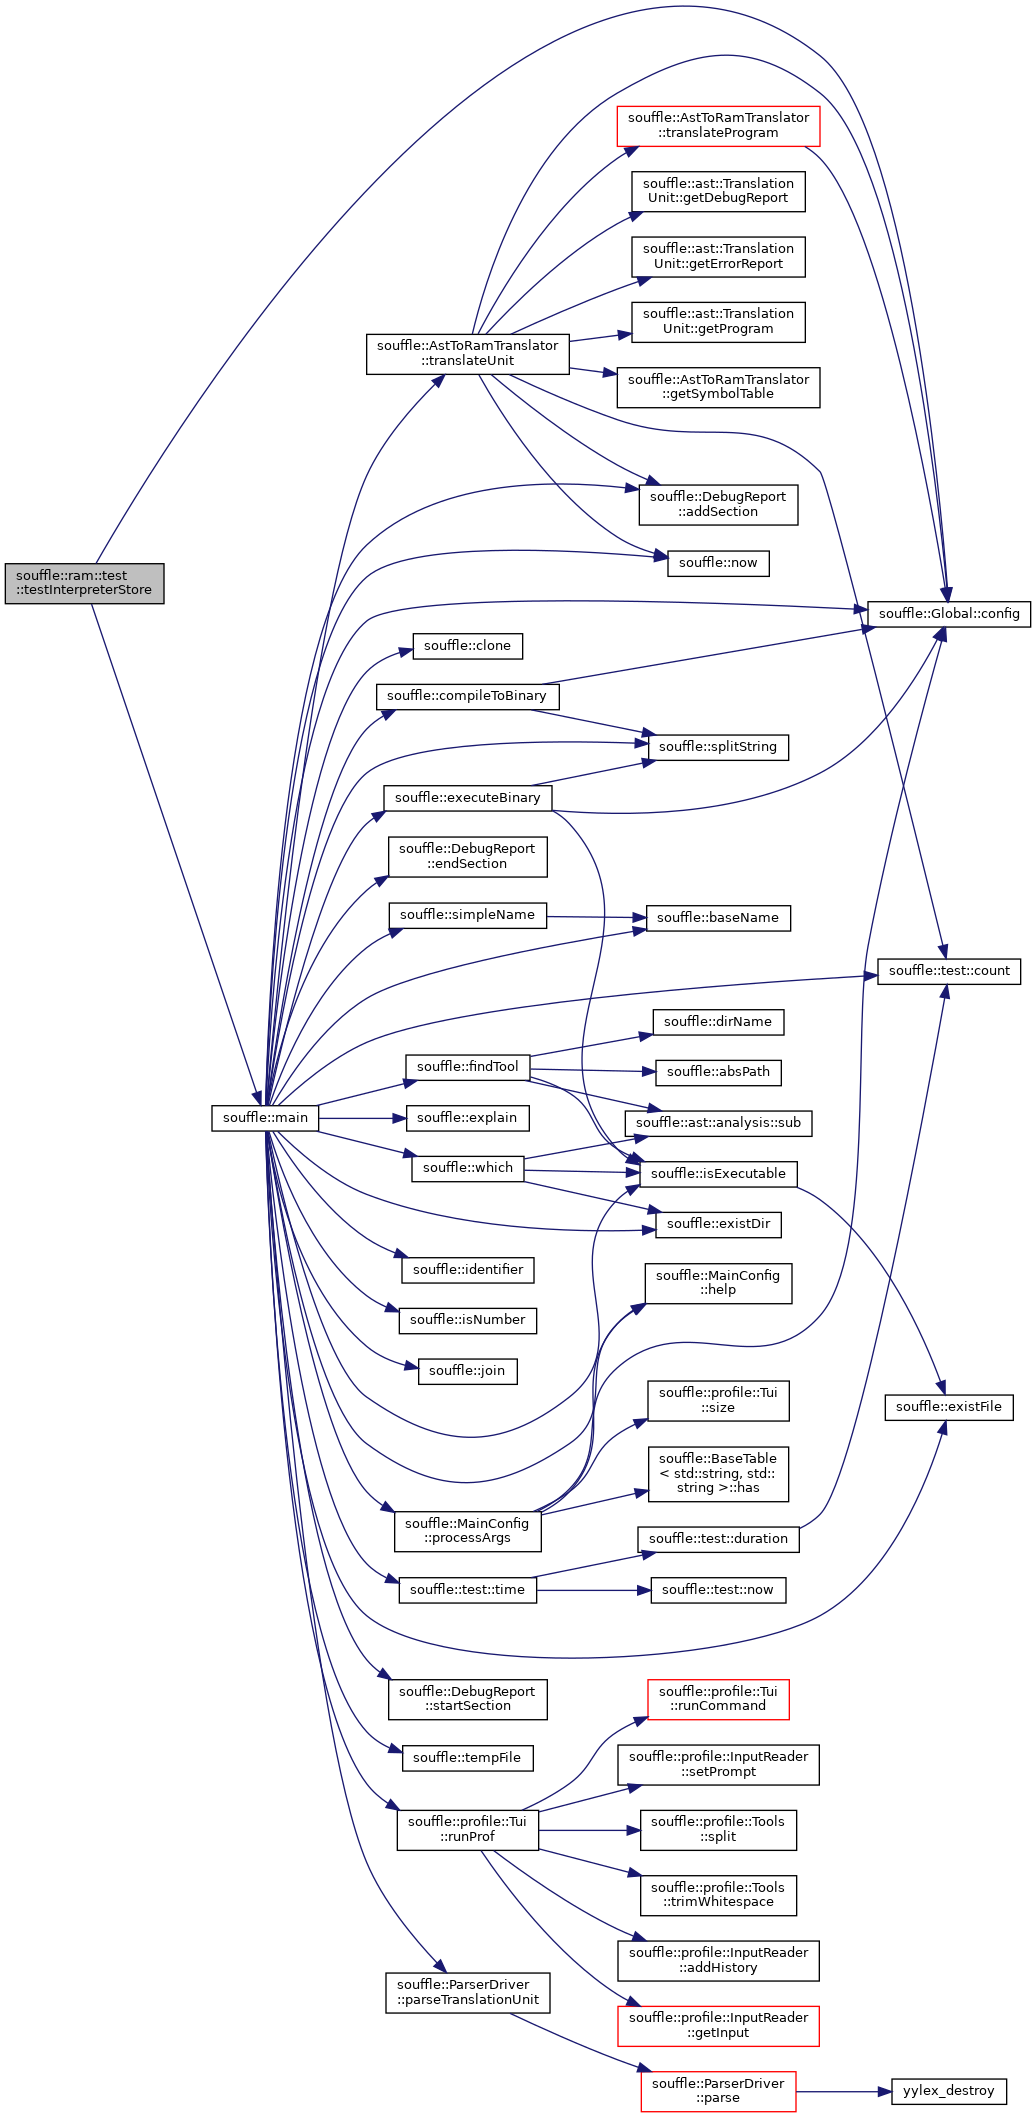 souffle::AstToRamTranslator
::translateProgram
souffle::ast::Translation
Unit::getDebugReport
souffle::ast::Translation
Unit::getErrorReport
souffle::ast::Translation
Unit::getProgram
souffle::AstToRamTranslator
::translateUnit
souffle::AstToRamTranslator
::getSymbolTable
souffle::DebugReport
::addSection
souffle::now
souffle::ram::test
::testInterpreterStore
souffle::Global::config
souffle::clone
souffle::compileToBinary
souffle::splitString
souffle::executeBinary
souffle::DebugReport
::endSection
souffle::simpleName
souffle::baseName
souffle::test::count
souffle::dirName
souffle::findTool
souffle::absPath
souffle::main
souffle::explain
souffle::ast::analysis::sub
souffle::which
souffle::isExecutable
souffle::existDir
souffle::identifier
souffle::MainConfig
::help
souffle::isNumber
souffle::join
souffle::profile::Tui
::size
souffle::existFile
souffle::BaseTable
< std::string, std::
string >::has
souffle::MainConfig
::processArgs
souffle::test::duration
souffle::test::time
souffle::test::now
souffle::DebugReport
::startSection
souffle::profile::Tui
::runCommand
souffle::tempFile
souffle::profile::InputReader
::setPrompt
souffle::profile::Tui
::runProf
souffle::profile::Tools
::split
souffle::profile::Tools
::trimWhitespace
souffle::profile::InputReader
::addHistory
souffle::ParserDriver
::parseTranslationUnit
souffle::profile::InputReader
::getInput
souffle::ParserDriver
::parse
yylex_destroy